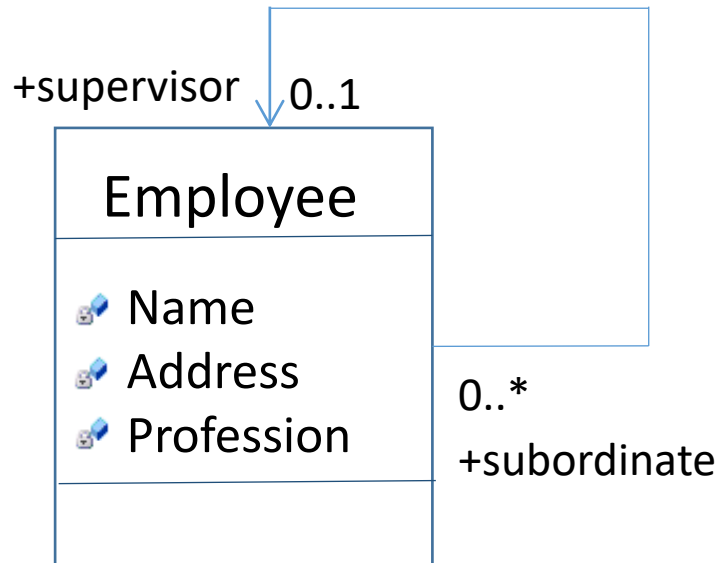 +supervisor 0..1
Employee
Name
Address
Profession
0..*
+subordinate